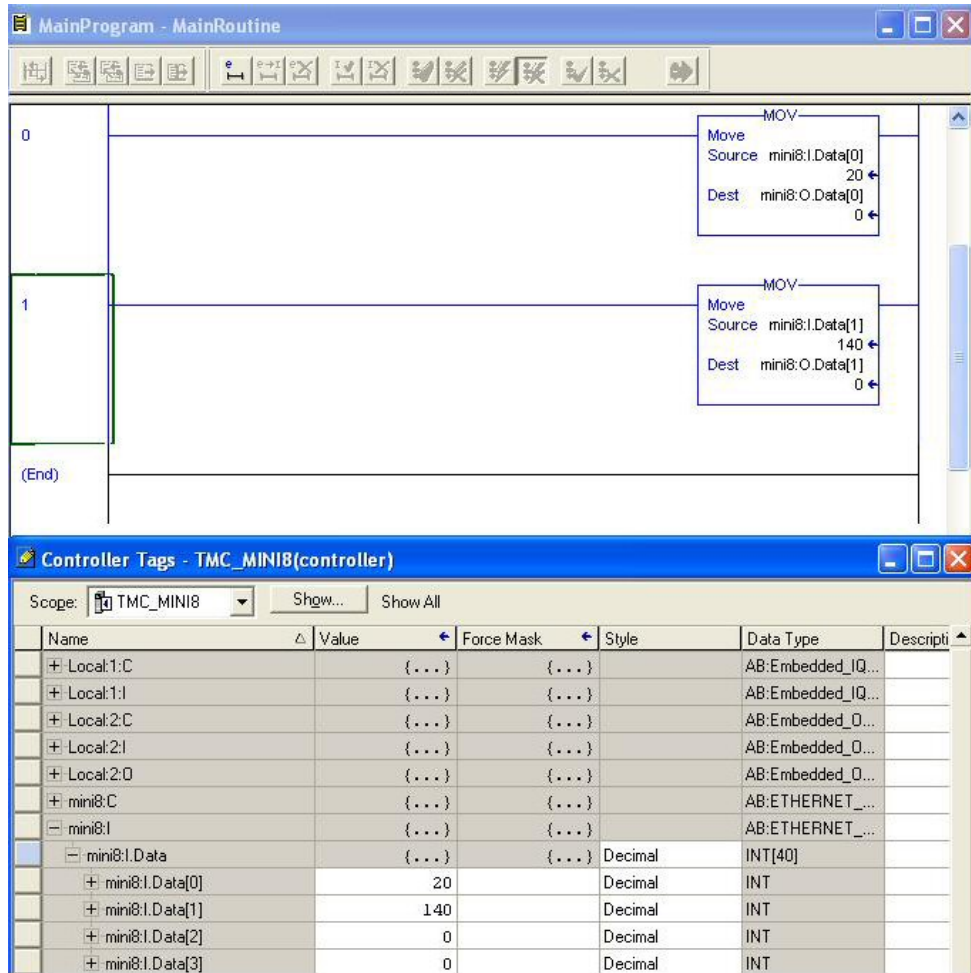 MainProgram - MainRoutine
0
MOV
Move
Source mini8:I.Data[0]
20
Dest mini8:O.Data[0]
0
1
MOV
Move
Source mini8:I.Data[1]
140
Dest mini8:O.Data[1]
0
(End)
Controller Tags - TMC_MINI8(controller)
Scope: TMC_MINI8 Show... Show All
Name Value Force Mask Style Data Type Descripti
Local:1:C {...} {...} AB:Embedded_IQ...
Local:1:I {...} {...} AB:Embedded_IQ...
Local:2:C {...} {...} AB:Embedded_O...
Local:2:I {...} {...} AB:Embedded_O...
Local:2:O {...} {...} AB:Embedded_O...
mini8:C {...} {...} AB:ETHERNET_...
mini8:I {...} {...} AB:ETHERNET_...
mini8:I.Data {...} {...} Decimal INT[40]
mini8:I.Data[0] 20 Decimal INT
mini8:I.Data[1] 140 Decimal INT
mini8:I.Data[2] 0 Decimal INT
mini8:I.Data[3] 0 Decimal INT